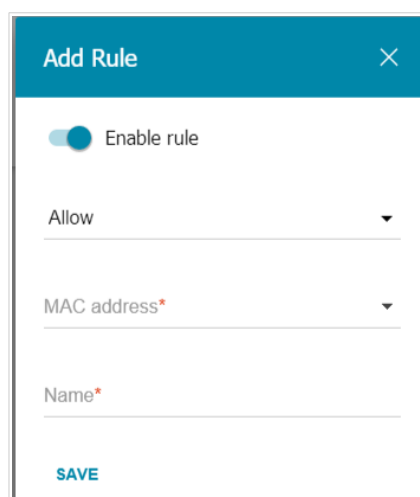 Add Rule
Enable rule
Allow
MAC address*
Name*
SAVE